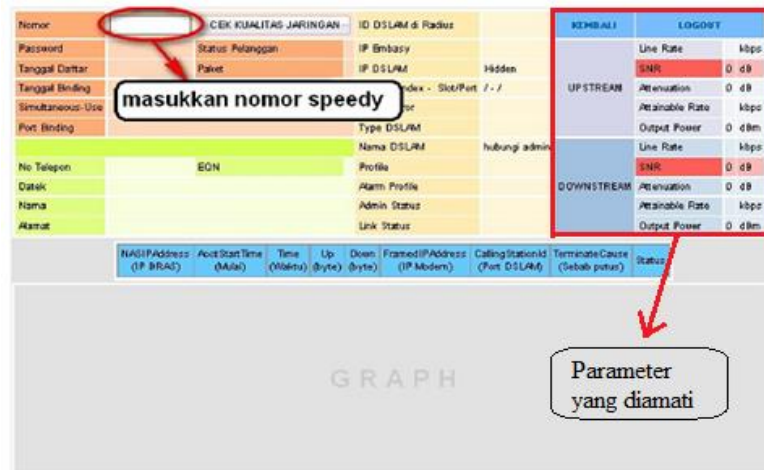 Nomor CEK KUALITAS JARINGAN ID DSLAM di Radius KEMBALI LOGOUT
Password Status Pelanggan IP Embasy Line Rate kbps
Tanggal Daftar Paket IP DSLAM Hidden SNR 0 dB
Tanggal Binding masukkan nomor speedy - Slot/Port / - / UPSTREAM Attenuation 0 dB
Simultaneous-Use Attainable Rate kbps
Port Binding Type DSLAM Output Power 0 dBm
Nama DSLAM hubungi admin Line Rate kbps
No Telepon EQN Profile SNR 0 dB
Datek Alarm Profile DOWNSTREAM Attenuation 0 dB
Nama Admin Status Attainable Rate kbps
Alamat Link Status Output Power 0 dBm
NASIPAddress AcctStartTime Time Up Down FramedIPAddress CallingStationId TerminateCause Status
(IP BRAS) (Mulai) (Waktu) (byte) (byte) (IP Modem) (Port DSLAM) (Sebab putus)
GRAPH
Parameter
yang diamati